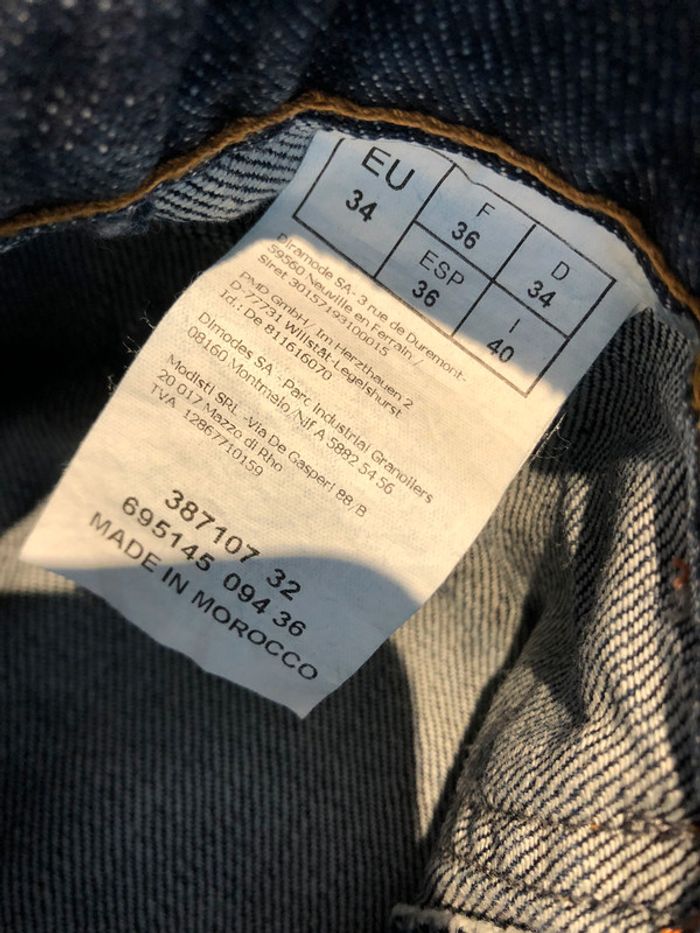 EU
34
F
36
D
34
ESP
36
I
40
Diramode SA- 3 rue de Duremont-
59560 Neuville en Ferrain /
Siret 30157193100015
PMD GmbH/ Im Herzthauen 2
D-77731 Willstät-Legelshurst
Id.: De 811616070
Dimodes SA - Parc Industrial Granollers
08160 Montmelo/Nif A 5882 54 56
Modisti SRL -Via De Gasperi 88/B
20 017 Mazzo di Rho
TVA 12867710159
387107 32
695145 094 36
MADE IN MOROCCO